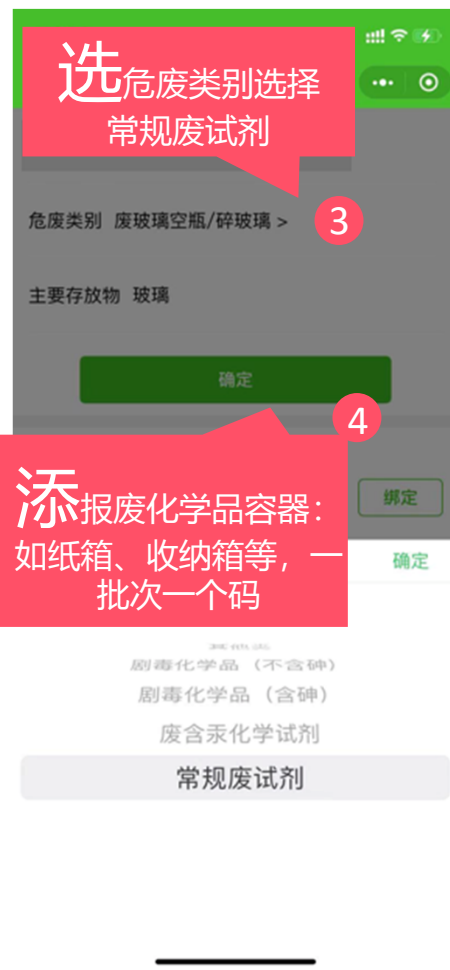 选危废类别选择
常规废试剂
危废类别 废玻璃空瓶/碎玻璃 >
3
主要存放物 玻璃
确定
4
添报废化学品容器：
如纸箱、收纳箱等，一
批次一个码
绑定
确定
剧毒化学品（不含砷）
剧毒化学品（含砷）
废含汞化学试剂
常规废试剂